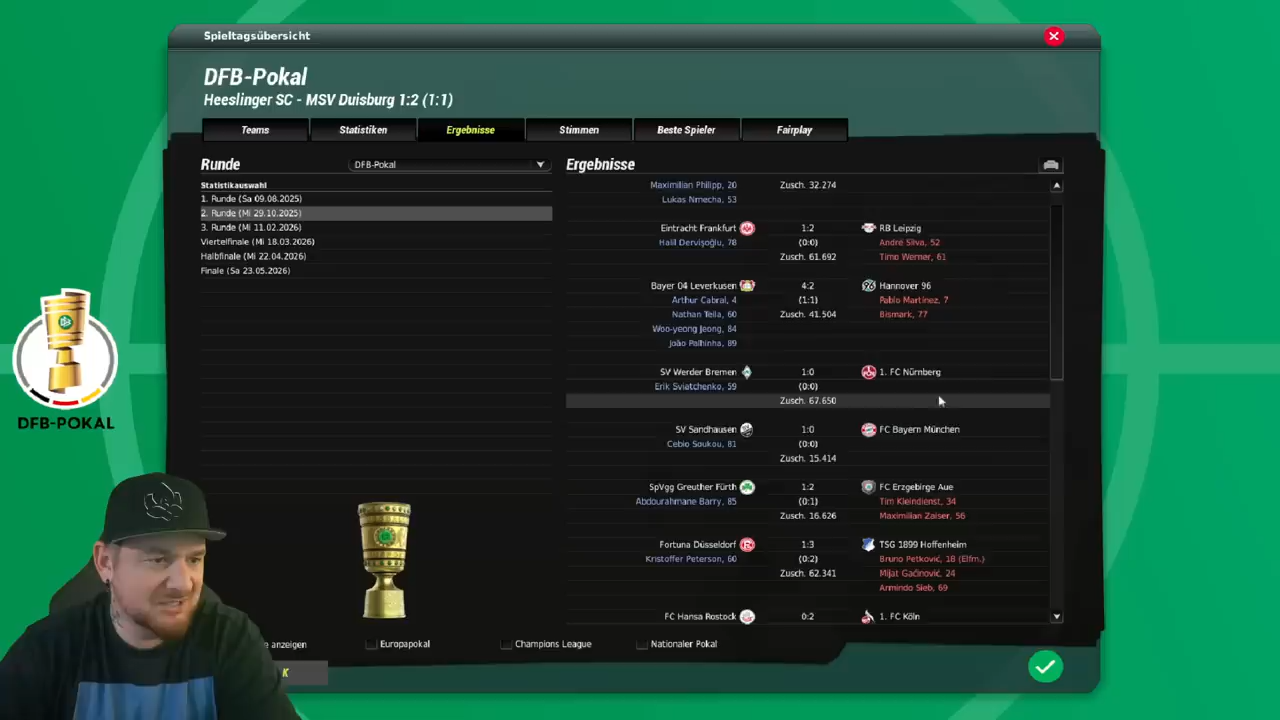 Spieltagsübersicht
DFB-Pokal
Heeslinger SC - MSV Duisburg 1:2 (1:1)
Teams Statistiken Ergebnisse Stimmen Beste Spieler Fairplay
Runde DFB-Pokal
Statistikauswahl
1. Runde (Sa 09.08.2025)
2. Runde (Mi 29.10.2025)
3. Runde (Mi 11.02.2026)
Viertelfinale (Mi 18.03.2026)
Halbfinale (Mi 22.04.2026)
Finale (Sa 23.05.2026)
Ergebnisse
Maximilian Philipp, 20 Zusch. 32.274
Lukas Nmecha, 53
Eintracht Frankfurt 1:2 RB Leipzig
Halil Dervişoğlu, 78 (0:0) André Silva, 52
Zusch. 61.692 Timo Werner, 61
Bayer 04 Leverkusen 4:2 Hannover 96
Arthur Cabral, 4 (1:1) Pablo Martínez, 7
Nathan Tella, 60 Zusch. 41.504 Bismark, 77
Woo-yeong Jeong, 84
João Palhinha, 89
SV Werder Bremen 1:0 1. FC Nürnberg
Erik Sviatchenko, 59 (0:0)
Zusch. 67.650
SV Sandhausen 1:0 FC Bayern München
Cebio Soukou, 81 (0:0)
Zusch. 15.414
SpVgg Greuther Fürth 1:2 FC Erzgebirge Aue
Abdourahmane Barry, 85 (0:1) Tim Kleindienst, 34
Zusch. 16.626 Maximilian Zaiser, 56
Fortuna Düsseldorf 1:3 TSG 1899 Hoffenheim
Kristoffer Peterson, 60 (0:2) Bruno Petković, 18 (Elfm.)
Zusch. 62.341 Mijat Gaćinović, 24
Armindo Sieb, 69
FC Hansa Rostock 0:2 1. FC Köln
DFB-POKAL
e anzeigen Europapokal Champions League Nationaler Pokal
K